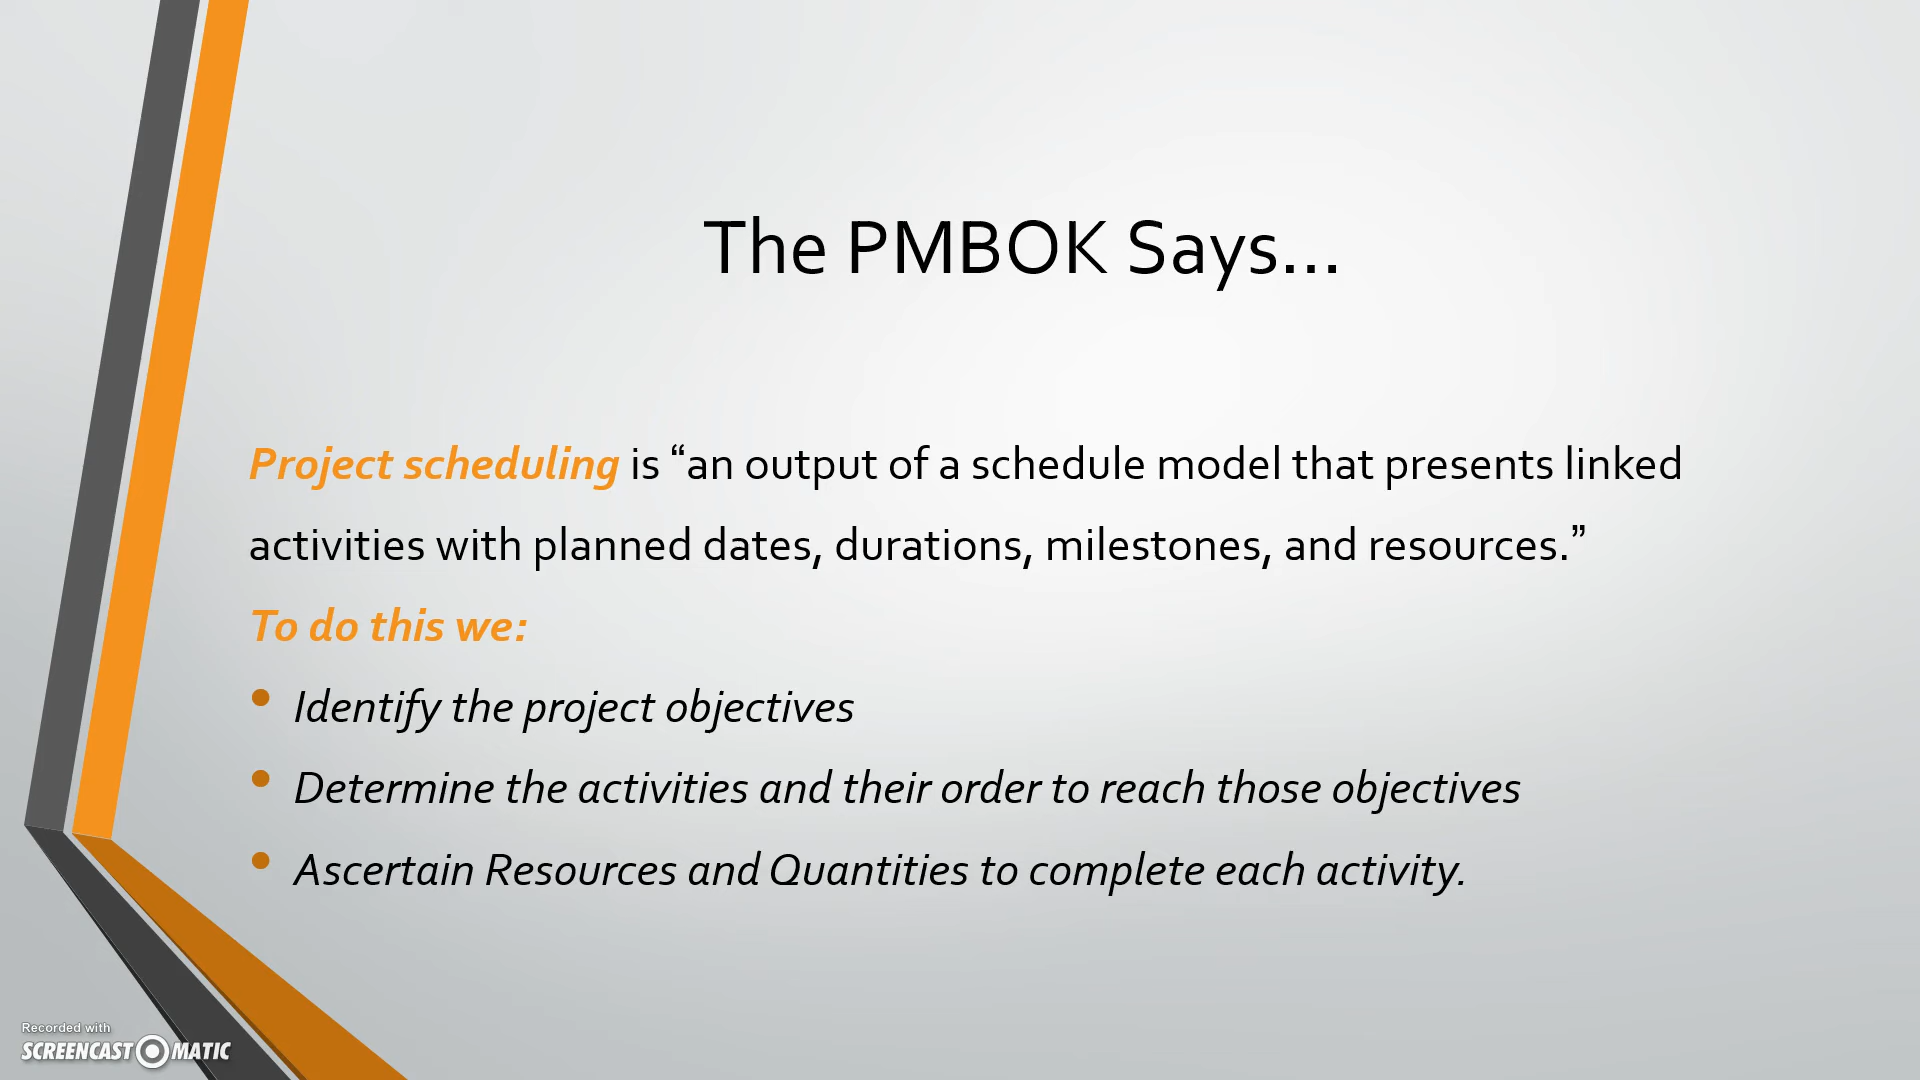 The PMBOK Says…
Project scheduling is “an output of a schedule model that presents linked
activities with planned dates, durations, milestones, and resources.”
To do this we:
• Identify the project objectives
• Determine the activities and their order to reach those objectives
• Ascertain Resources and Quantities to complete each activity.
Recorded with
SCREENCAST MATIC